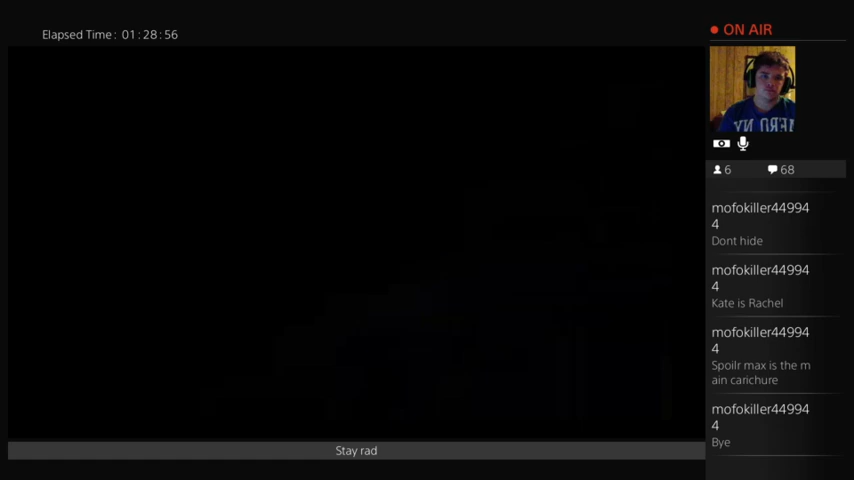 Elapsed Time: 01:28:56
ON AIR
6 68
mofokiller44994
4
Dont hide
mofokiller44994
4
Kate is Rachel
mofokiller44994
4
Spoilr max is the m
ain carichure
mofokiller44994
4
Bye
Stay rad